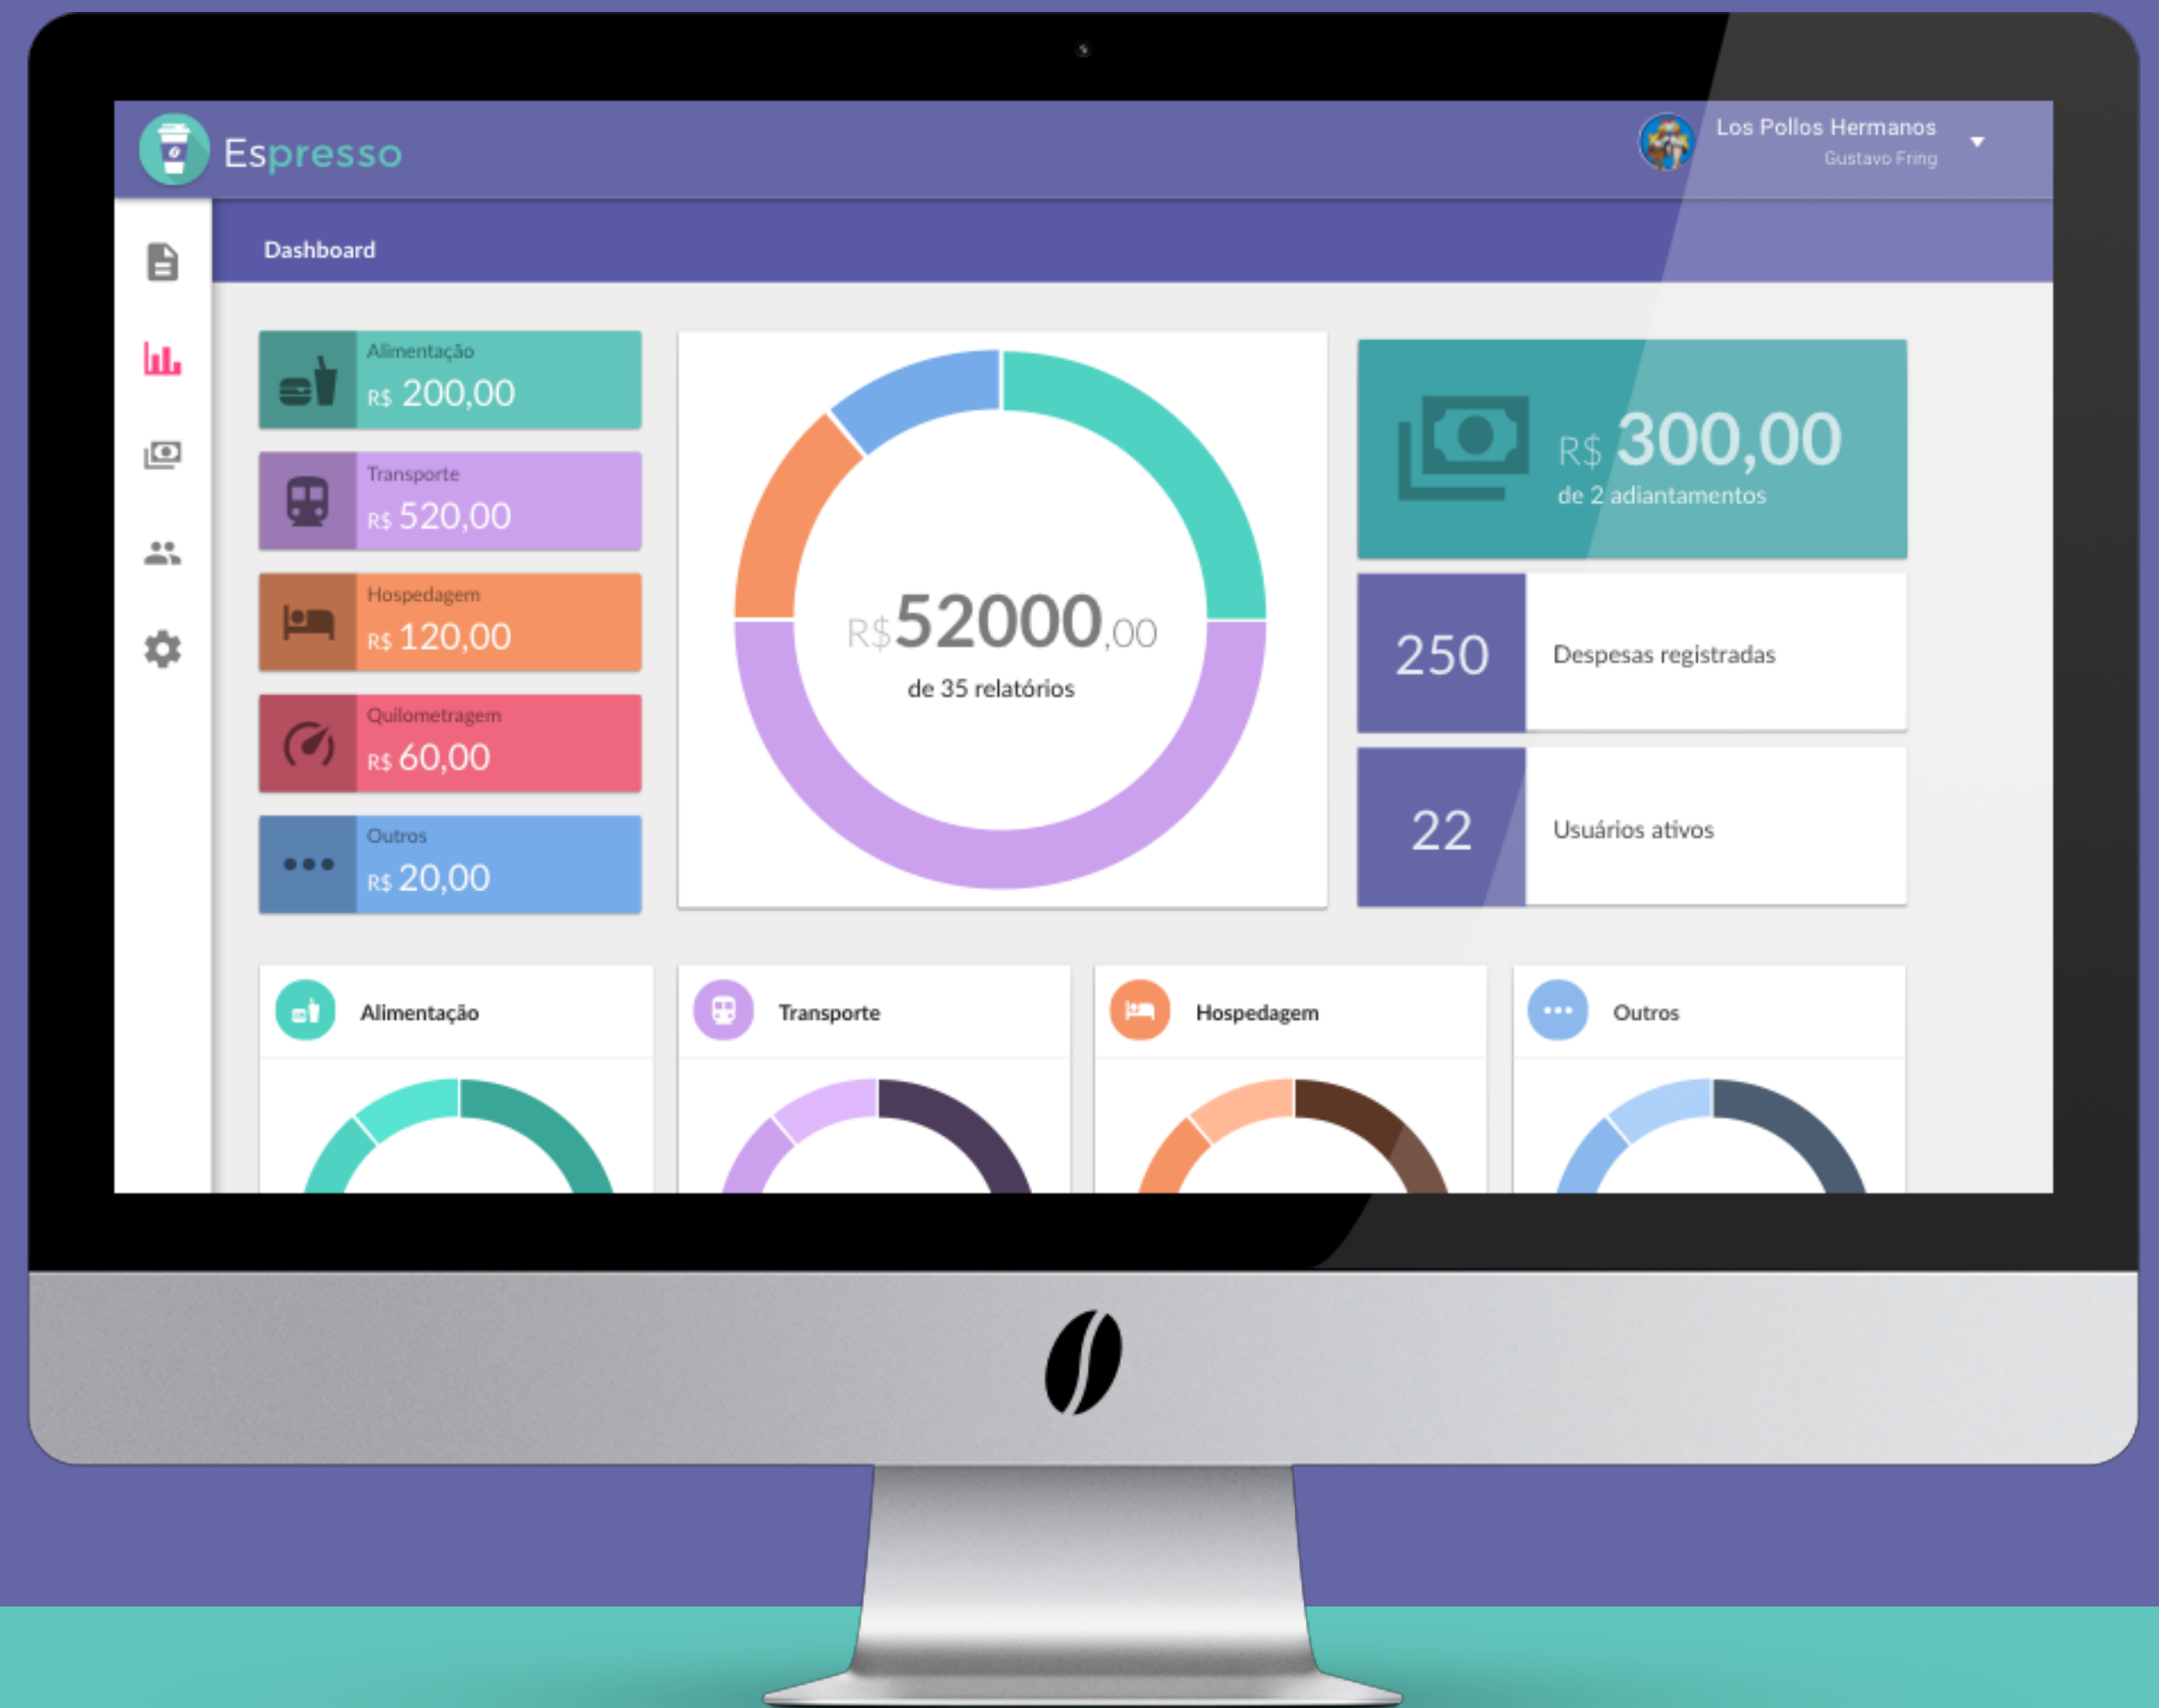 Espresso
Los Pollos Hermanos
Gustavo Fring
Dashboard
Alimentação
R$ 200,00
Transporte
R$ 520,00
Hospedagem
R$ 120,00
Quilometragem
R$ 60,00
Outros
R$ 20,00
R$52000,00
de 35 relatórios
R$ 300,00
de 2 adiantamentos
250
Despesas registradas
22
Usuários ativos
Alimentação
Transporte
Hospedagem
Outros